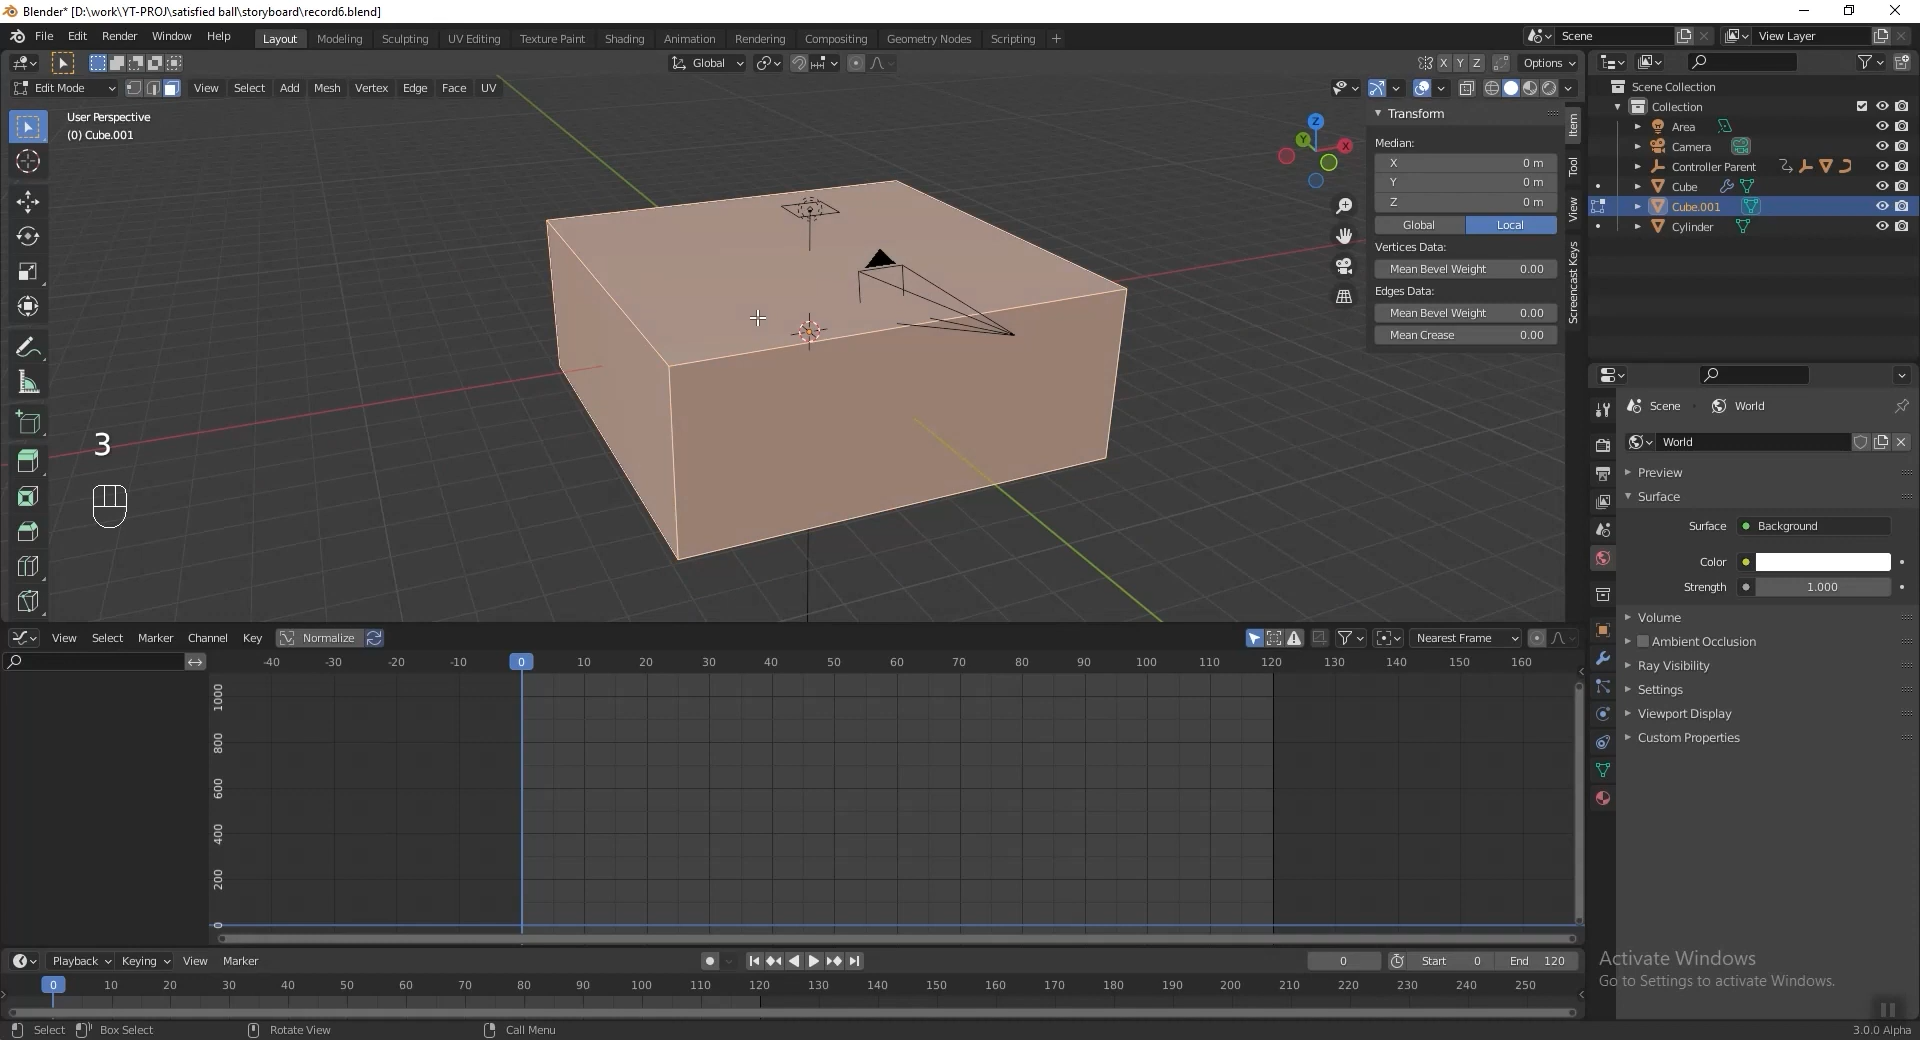 Blender* [D:\work\YT-PROJ\satisfied ball\storyboard\record6.blend]
File Edit Render Window Help Layout Modeling Sculpting UV Editing Texture Paint Shading Animation Rendering Compositing Geometry Nodes Scripting + Scene View Layer
Global X Y Z Options
Edit Mode View Select Add Mesh Vertex Edge Face UV
User Perspective
(0) Cube.001
Z
Y
X
Transform
Median:
X 0 m
Y 0 m
Z 0 m
Global Local
Vertices Data:
Mean Bevel Weight 0.00
Edges Data:
Mean Bevel Weight 0.00
Mean Crease 0.00
Item
Tool
View
Screencast Keys
Scene Collection
Collection
Area
Camera
Controller Parent
Cube
Cube.001
Cylinder
3
Scene World
World
Preview
Surface
Surface Background
Color
Strength 1.000
Volume
Ambient Occlusion
Ray Visibility
Settings
Viewport Display
Custom Properties
View Select Marker Channel Key Normalize Nearest Frame
-40 -30 -20 -10 0 10 20 30 40 50 60 70 80 90 100 110 120 130 140 150 160
1000
800
600
400
200
0
Playback Keying View Marker 0 Start 0 End 120
0 10 20 30 40 50 60 70 80 90 100 110 120 130 140 150 160 170 180 190 200 210 220 230 240 250
Activate Windows
Go to Settings to activate Windows.
Select Box Select Rotate View Call Menu 3.0.0 Alpha